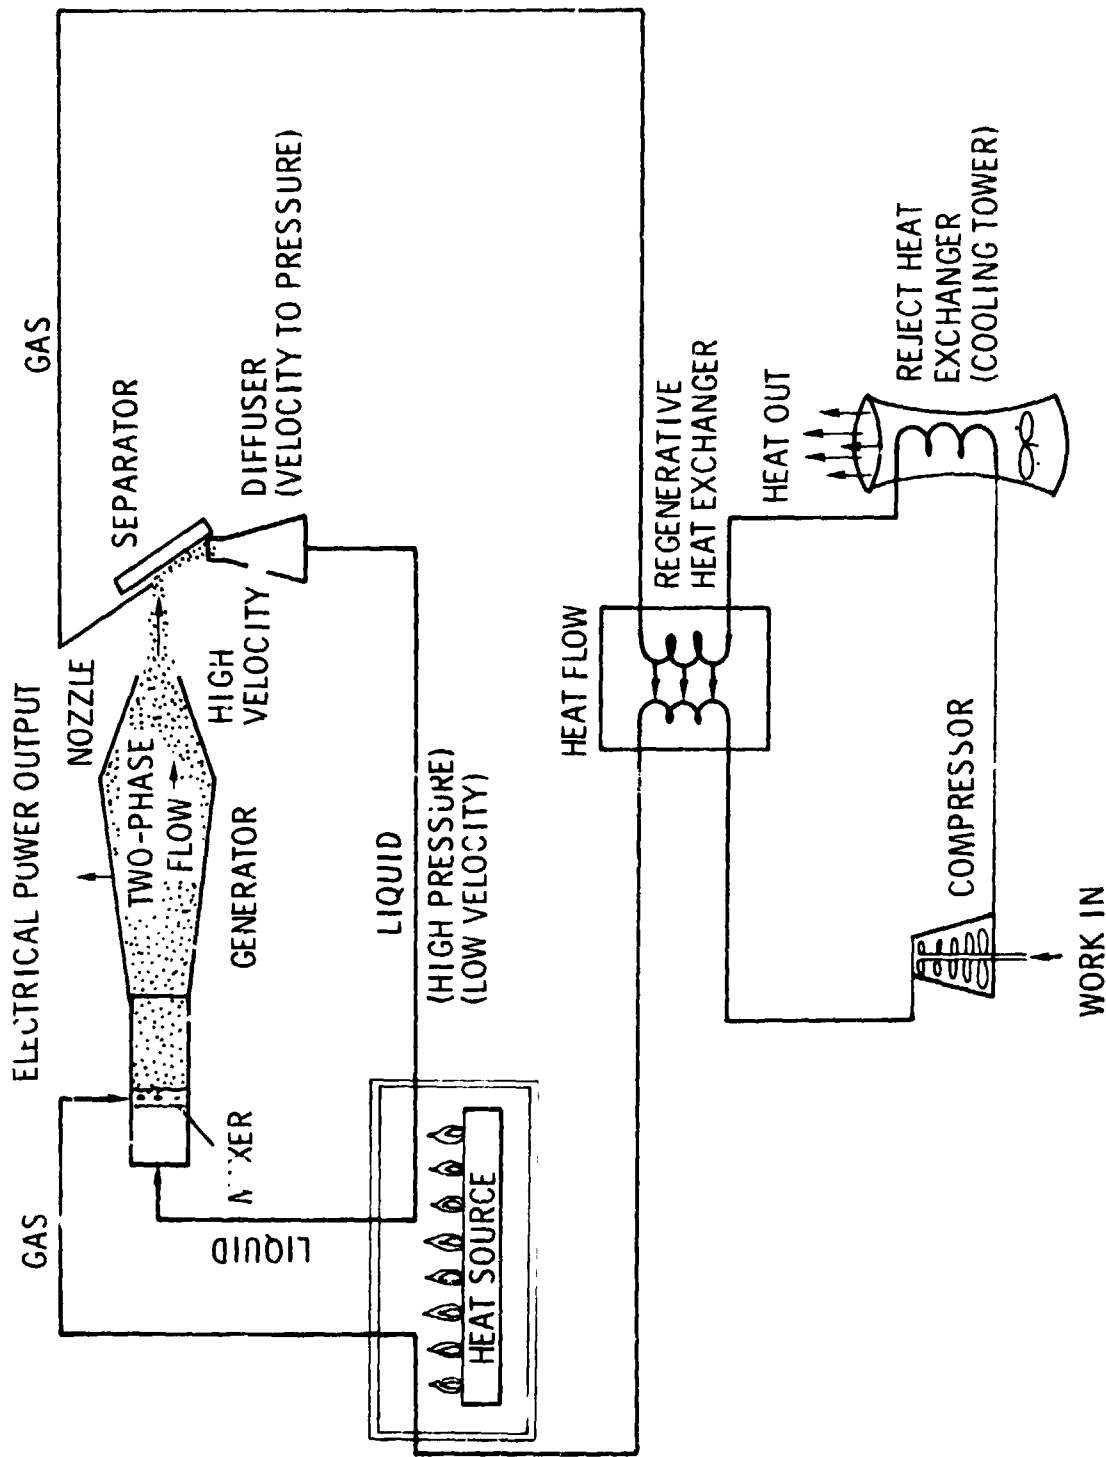 ELECTRICAL POWER OUTPUT
GAS
NOZZLE
TWO-PHASE
FLOW
GENERATOR
HIGH
VELOCITY
SEPARATOR
GAS
DIFFUSER
(VELOCITY TO PRESSURE)
LIQUID
LIQUID
(HIGH PRESSURE)
(LOW VELOCITY)
HEAT SOURCE
HEAT FLOW
REGENERATIVE
HEAT EXCHANGER
HEAT OUT
REJECT HEAT
EXCHANGER
(COOLING TOWER)
COMPRESSOR
WORK IN